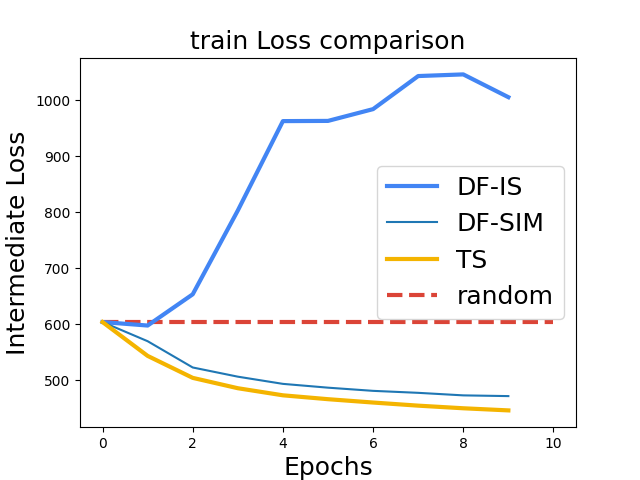 train Loss comparison
Intermediate Loss
1000
900
800
700
600
500
DF-IS
DF-SIM
TS
random
0 2 4 6 8 10
Epochs